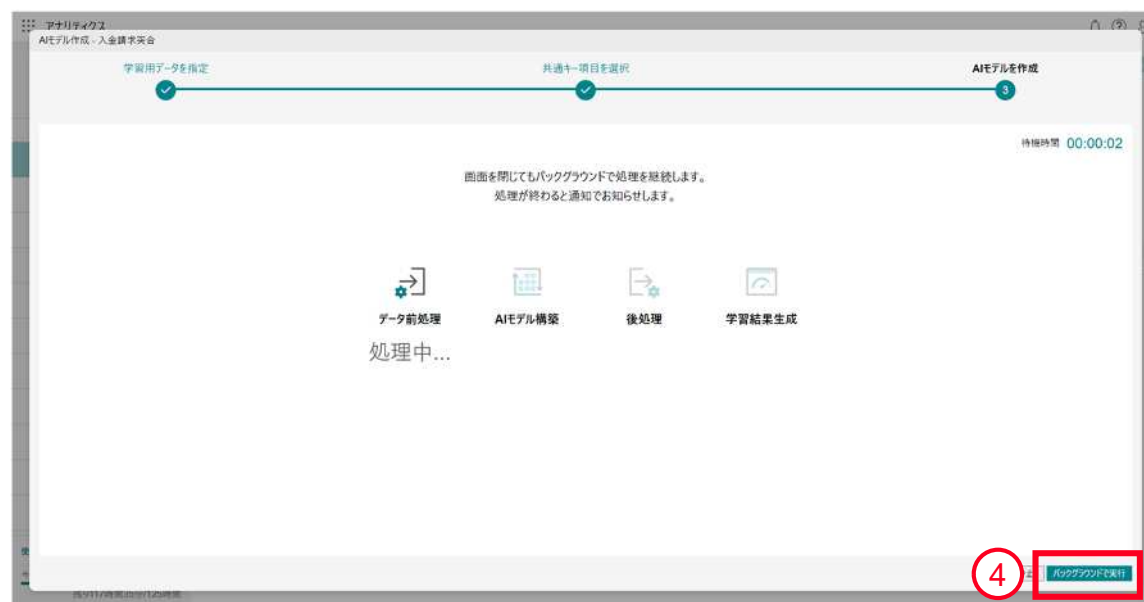 アナリティクス
AIモデル作成 - 入金請求突合
学習用データを指定
共通キー項目を選択
AIモデルを作成
3
待機時間 00:00:02
画面を閉じてもバックグラウンドで処理を継続します。
処理が終わると通知でお知らせします。
データ前処理
AIモデル構築
後処理
学習結果生成
処理中...
4
バックグラウンドで実行